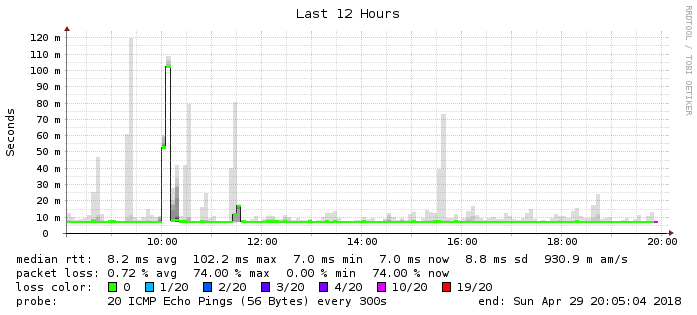 Last 12 Hours
RRDTOOL / TOBI OETIKER
Seconds
120 m
110 m
100 m
90 m
80 m
70 m
60 m
50 m
40 m
30 m
20 m
10 m
0
10:00 12:00 14:00 16:00 18:00 20:00
median rtt: 8.2 ms avg 102.2 ms max 7.0 ms min 7.0 ms now 8.8 ms sd 930.9 m am/s
packet loss: 0.72 % avg 74.00 % max 0.00 % min 74.00 % now
loss color: 0 1/20 2/20 3/20 4/20 10/20 19/20
probe: 20 ICMP Echo Pings (56 Bytes) every 300s end: Sun Apr 29 20:05:04 2018